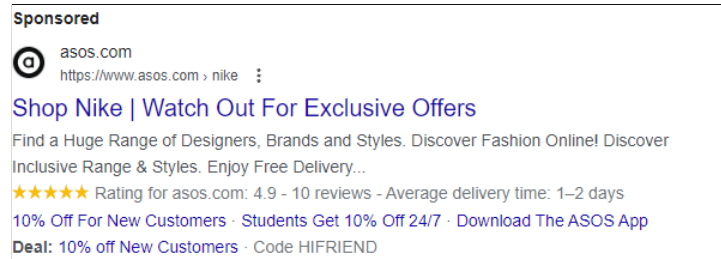 Sponsored
asos.com
https://www.asos.com › nike
Shop Nike | Watch Out For Exclusive Offers
Find a Huge Range of Designers, Brands and Styles. Discover Fashion Online! Discover
Inclusive Range & Styles. Enjoy Free Delivery...
Rating for asos.com: 4.9 - 10 reviews - Average delivery time: 1–2 days
10% Off For New Customers · Students Get 10% Off 24/7 · Download The ASOS App
Deal: 10% off New Customers · Code HIFRIEND